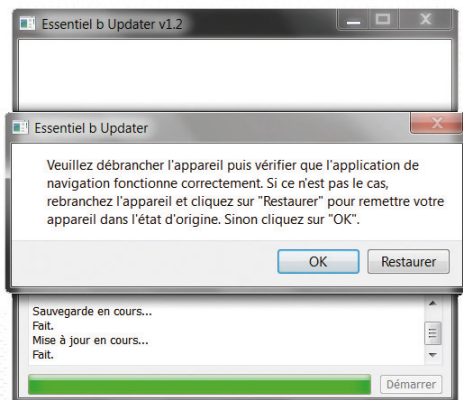 Essentiel b Updater v1.2
Essentiel b Updater
Veuillez débrancher l'appareil puis vérifier que l'application de
navigation fonctionne correctement. Si ce n'est pas le cas,
rebranchez l'appareil et cliquez sur "Restaurer" pour remettre votre
appareil dans l'état d'origine. Sinon cliquez sur "OK".
OK Restaurer
Sauvegarde en cours...
Fait.
Mise à jour en cours...
Fait.
Démarrer